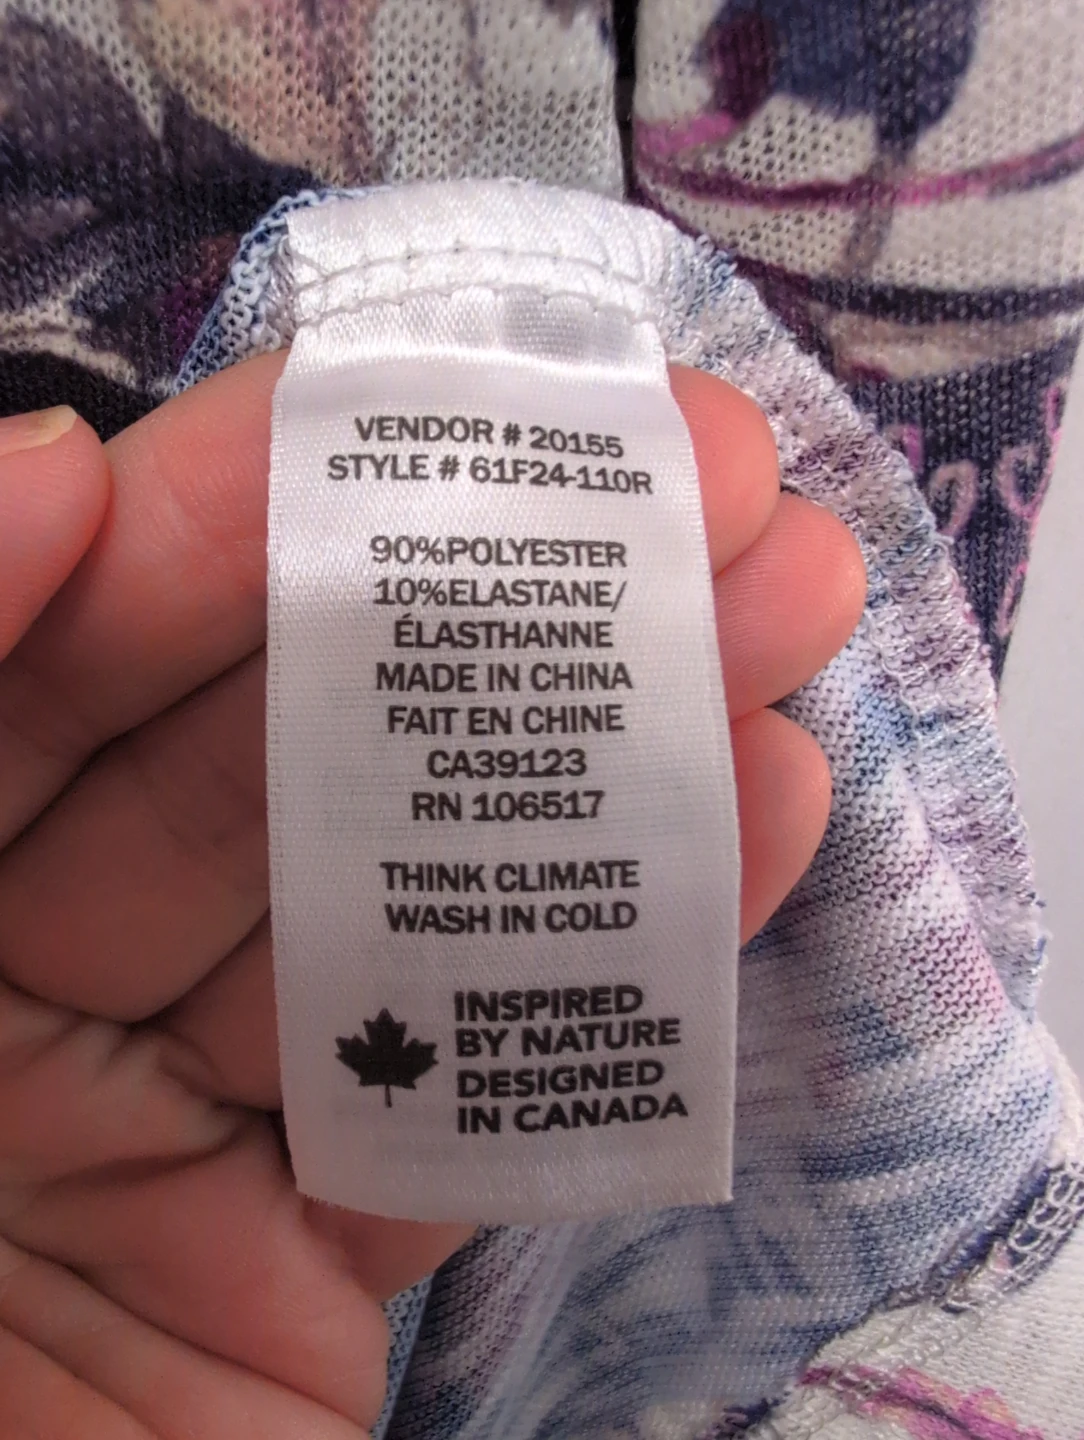 VENDOR # 20155
STYLE # 61F24-110R
90%POLYESTER
10%ELASTANE/
ÉLASTHANNE
MADE IN CHINA
FAIT EN CHINE
CA39123
RN 106517
THINK CLIMATE
WASH IN COLD
INSPIRED
BY NATURE
DESIGNED
IN CANADA